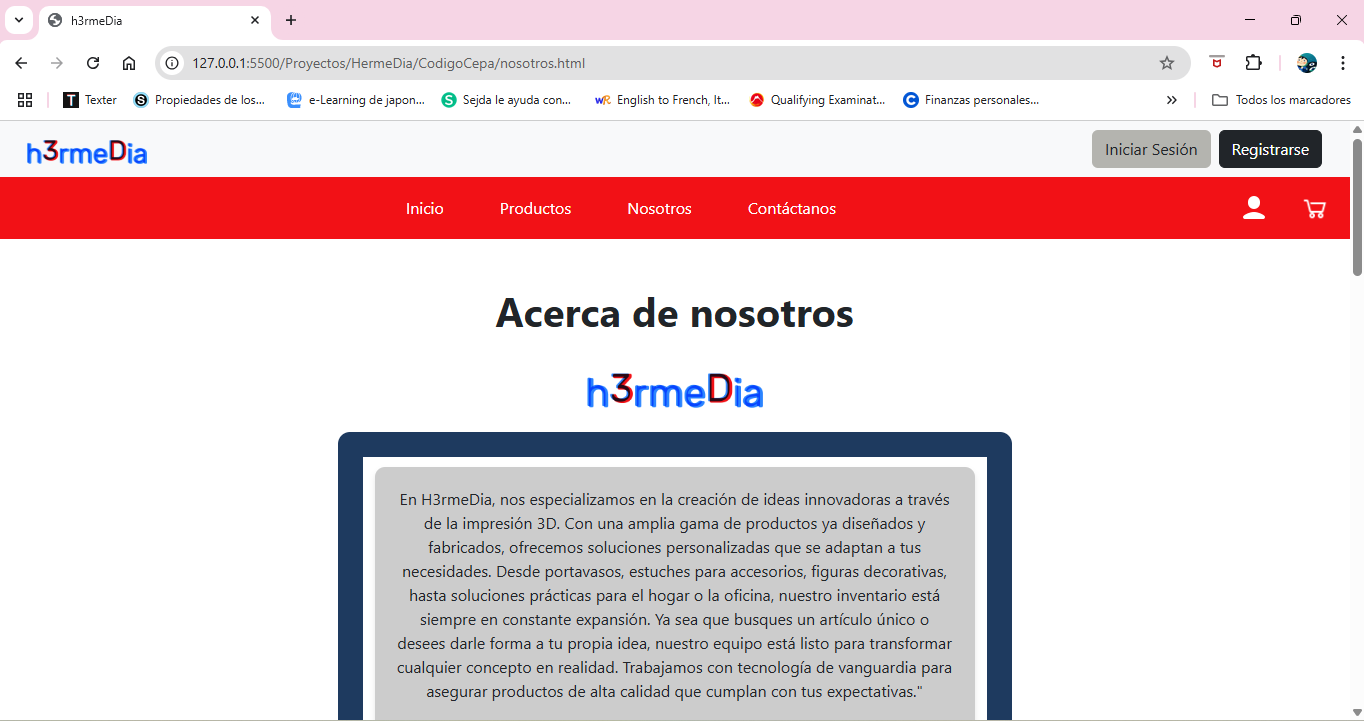 h3rmeDia
127.0.0.1:5500/Proyectos/HermeDia/CodigoCepa/nosotros.html
Texter
Propiedades de los...
e-Learning de japon...
Sejda le ayuda con...
English to French, It...
Qualifying Examinat...
Finanzas personales...
Todos los marcadores
h3rmeDia
Iniciar Sesión
Registrarse
Inicio
Productos
Nosotros
Contáctanos
Acerca de nosotros
h3rmeDia
En H3rmeDia, nos especializamos en la creación de ideas innovadoras a través
de la impresión 3D. Con una amplia gama de productos ya diseñados y
fabricados, ofrecemos soluciones personalizadas que se adaptan a tus
necesidades. Desde portavasos, estuches para accesorios, figuras decorativas,
hasta soluciones prácticas para el hogar o la oficina, nuestro inventario está
siempre en constante expansión. Ya sea que busques un artículo único o
desees darle forma a tu propia idea, nuestro equipo está listo para transformar
cualquier concepto en realidad. Trabajamos con tecnología de vanguardia para
asegurar productos de alta calidad que cumplan con tus expectativas."